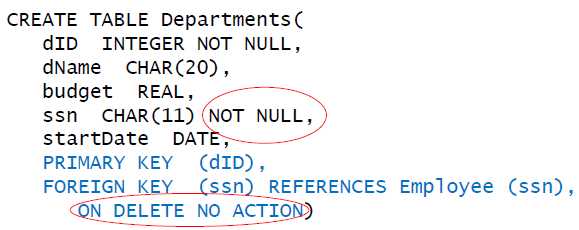 CREATE TABLE Departments(
dID INTEGER NOT NULL,
dName CHAR(20),
budget REAL,
ssn CHAR(11) NOT NULL,
startDate DATE,
PRIMARY KEY (dID),
FOREIGN KEY (ssn) REFERENCES Employee (ssn),
ON DELETE NO ACTION)